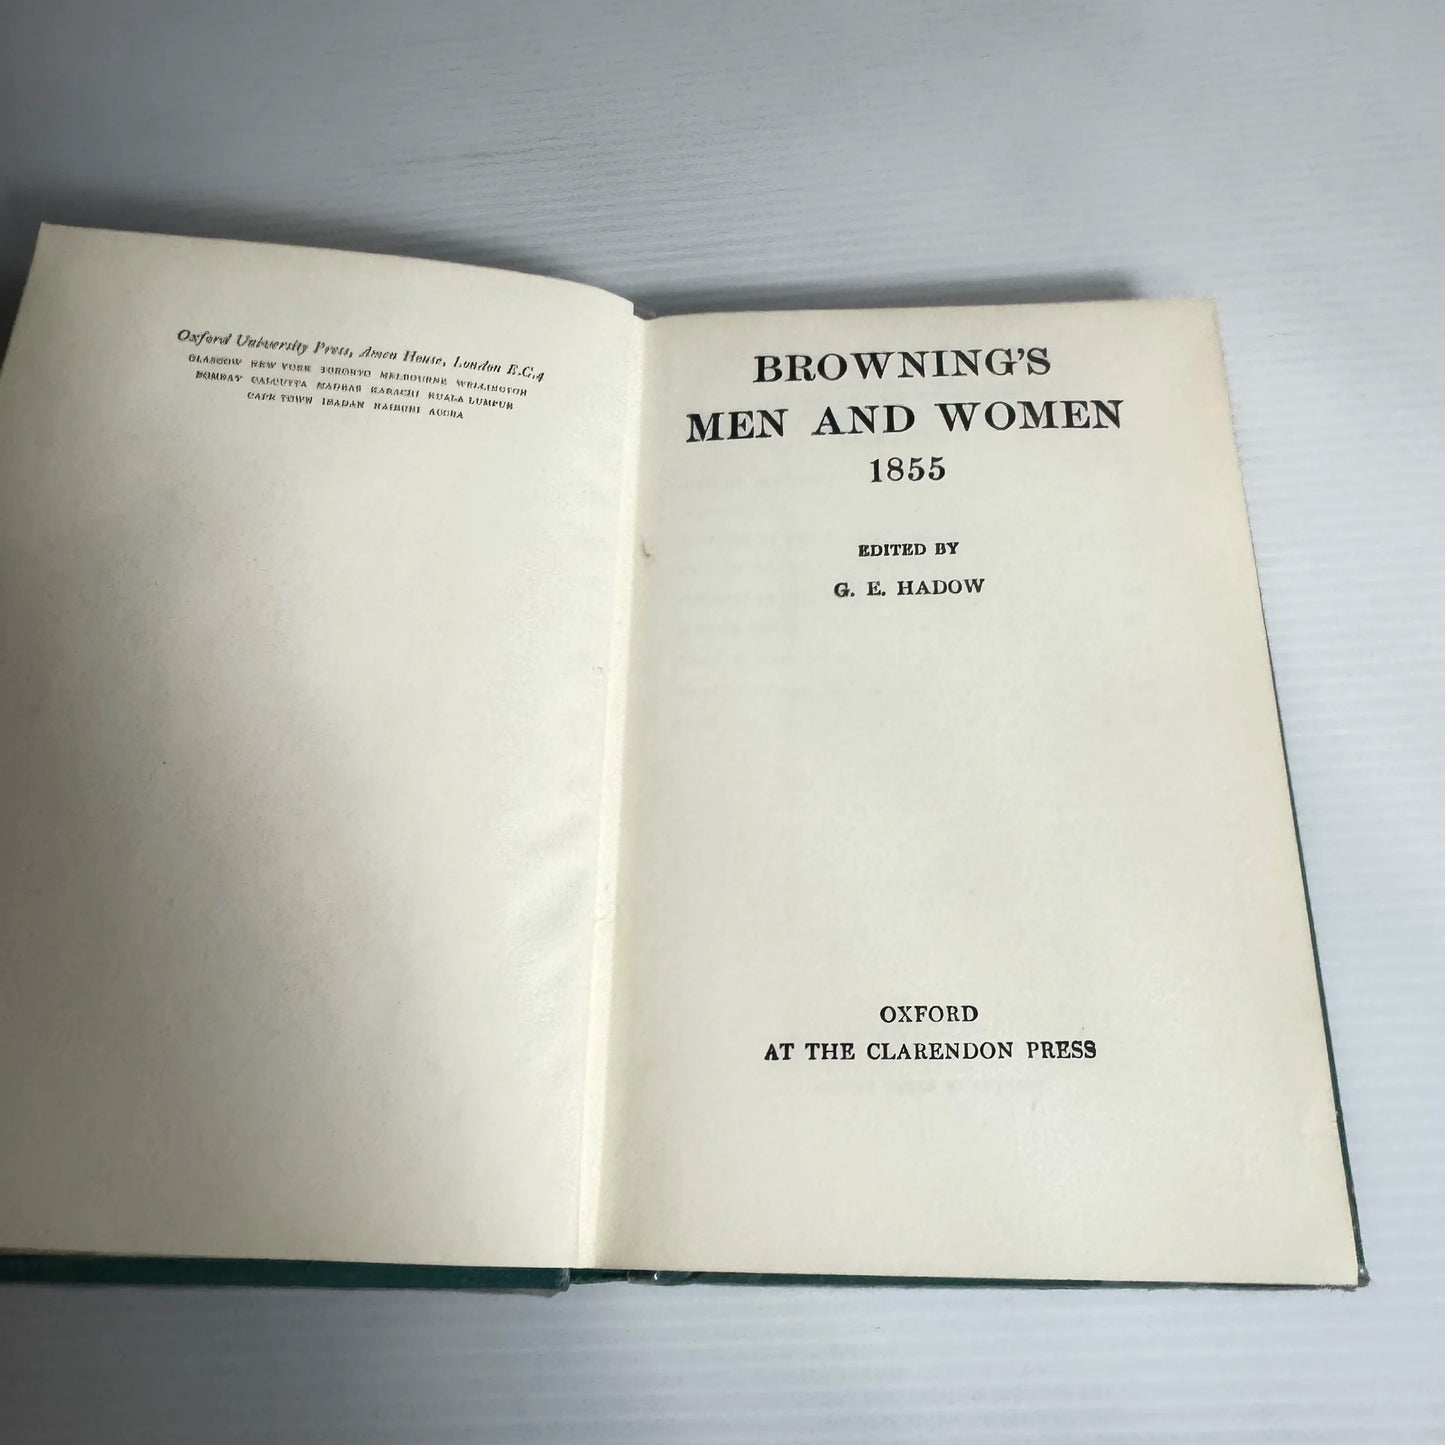 Oxford University Press, Amen House, London E.C.4
GLASGOW NEW YORK TORONTO MELBOURNE WELLINGTON
BOMBAY CALCUTTA MADRAS KARACHI KUALA LUMPUR
CAPE TOWN IBADAN NAIROBI ACCRA
BROWNING'S
MEN AND WOMEN
1855
EDITED BY
G. E. HADOW
OXFORD
AT THE CLARENDON PRESS